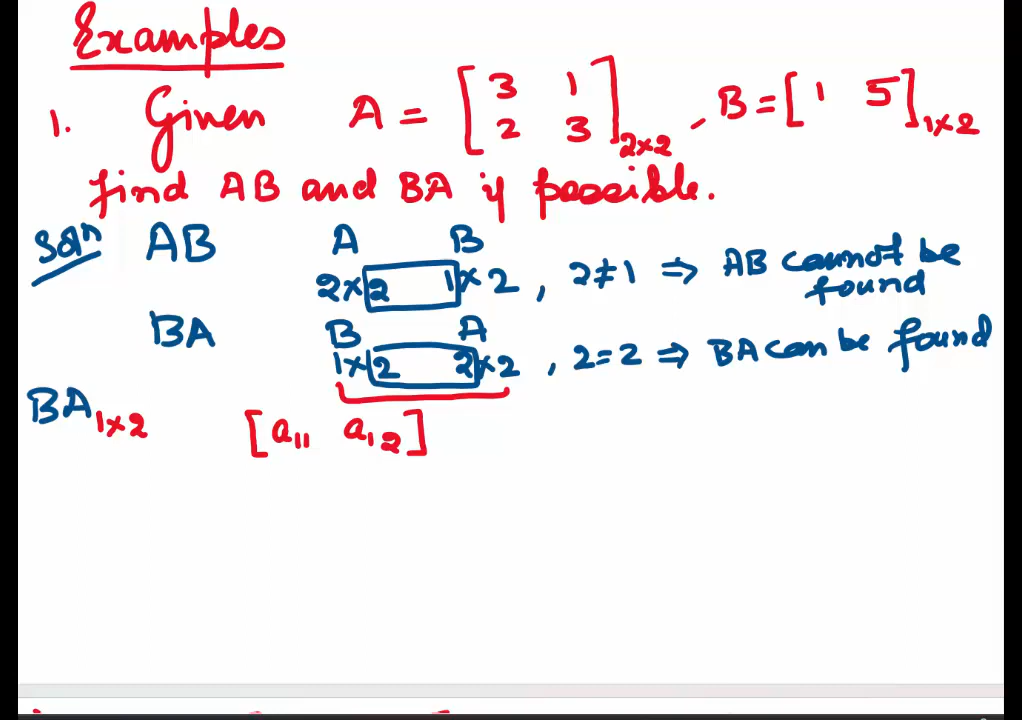 Examples
1. Given A = [3 1 2 3]2×2, B = [1 5]1×2
find AB and BA if possible.
Soln AB A B
2×2 1×2, 2≠1 ⇒ AB cannot be found
BA B A
1×2 2×2, 2=2 ⇒ BA can be found
BA1×2 [a11 a12]